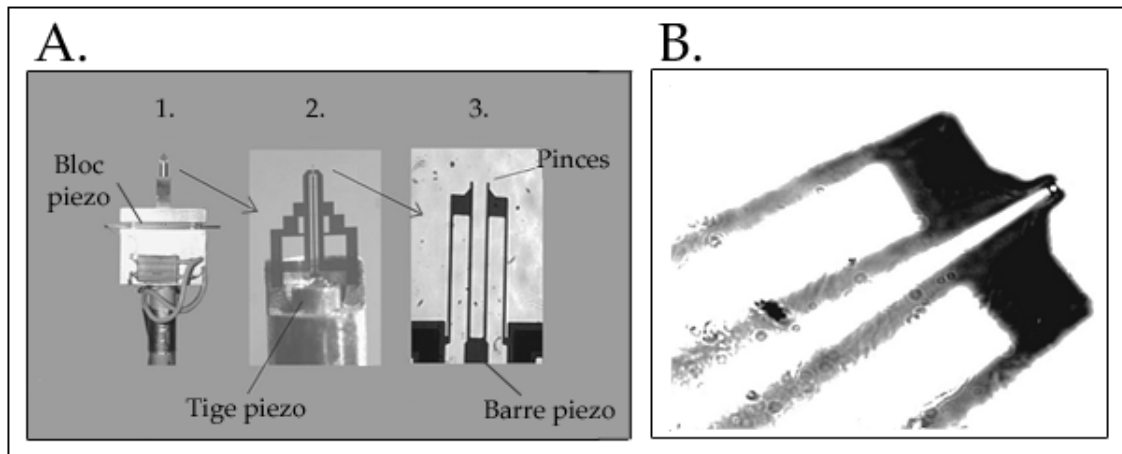 A.
B.
1.
2.
3.
Bloc
piezo
Pinces
Tige piezo
Barre piezo